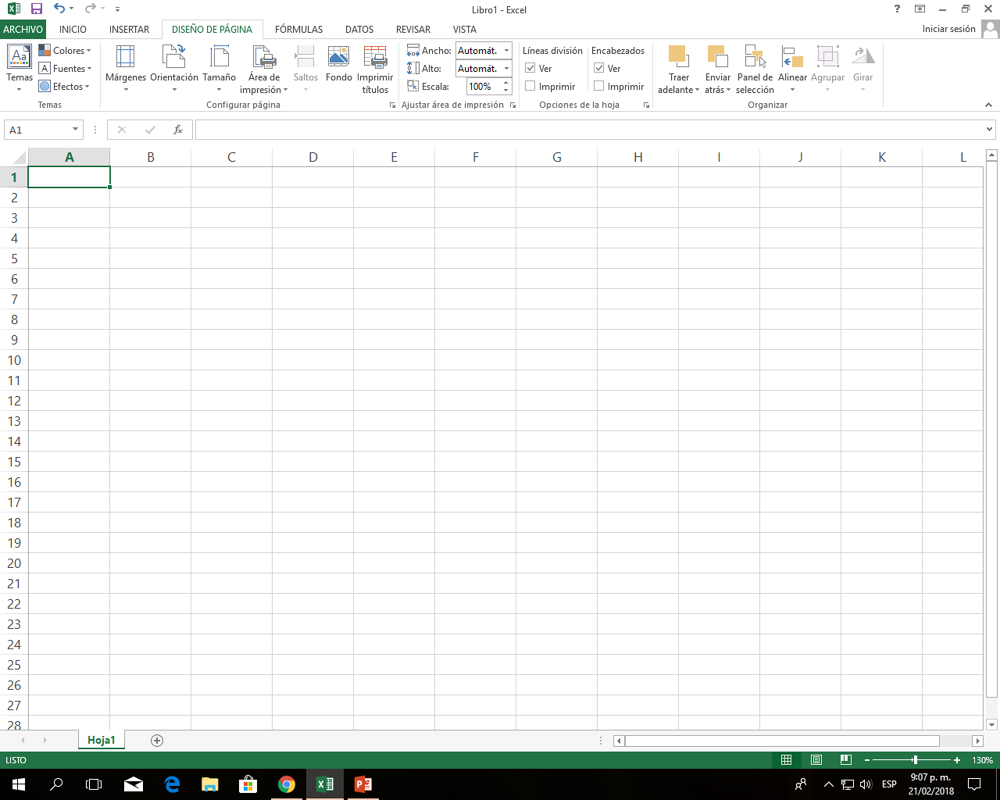 Libro1 - Excel
ARCHIVO INICIO INSERTAR DISEÑO DE PÁGINA FÓRMULAS DATOS REVISAR VISTA Iniciar sesión
Aa Temas
Colores
A Fuentes
Efectos
Temas
Márgenes Orientación Tamaño Área de impresión Saltos Fondo Imprimir títulos
Configurar página
Ancho: Automát.
Alto: Automát.
Escala: 100%
Ajustar área de impresión
Líneas división
Ver
Imprimir
Encabezados
Ver
Imprimir
Opciones de la hoja
Traer adelante Enviar atrás Panel de selección Alinear Agrupar Girar
Organizar
A1 fx
A B C D E F G H I J K L
1
2
3
4
5
6
7
8
9
10
11
12
13
14
15
16
17
18
19
20
21
22
23
24
25
26
27
28
Hoja1
LISTO 130%
ESP 9:07 p. m.
21/02/2018